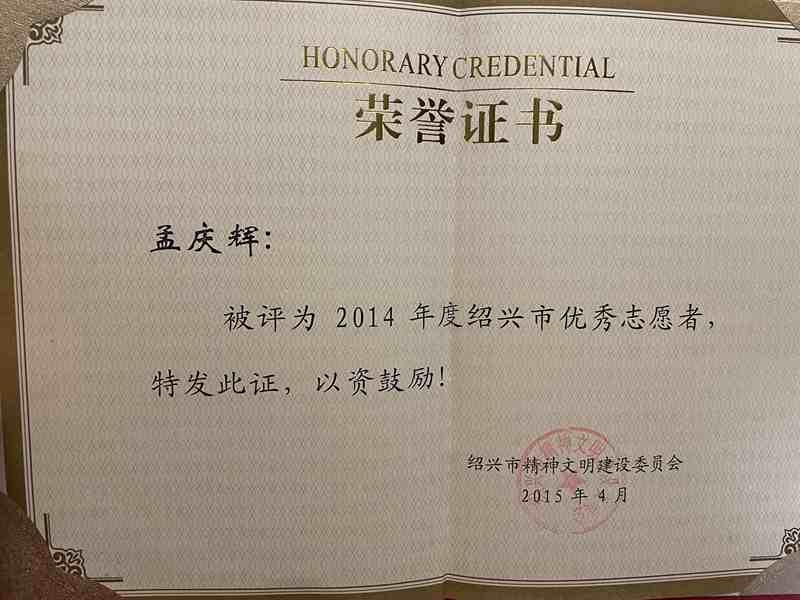 HONORARY CREDENTIAL
荣誉证书
孟庆辉：
被评为 2014 年度绍兴市优秀志愿者，
特发此证，以资鼓励！
绍兴市精神文明建设委员会
2015 年 4 月